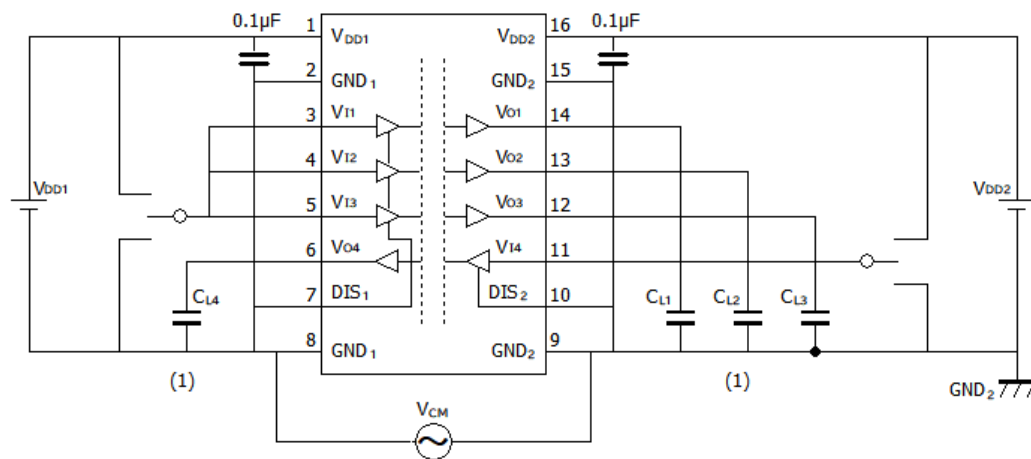 0.1µF 1 16 0.1µF
VDD1 VDD2
2 GND1 GND2 15
3 VI1 VO1 14
4 VI2 VO2 13
VDD1 VDD2
5 VI3 VO3 12
6 VO4 VI4 11
CL4 7 DIS1 DIS2 10 CL1 CL2 CL3
8 GND1 GND2 9
(1) (1)
GND2
VCM